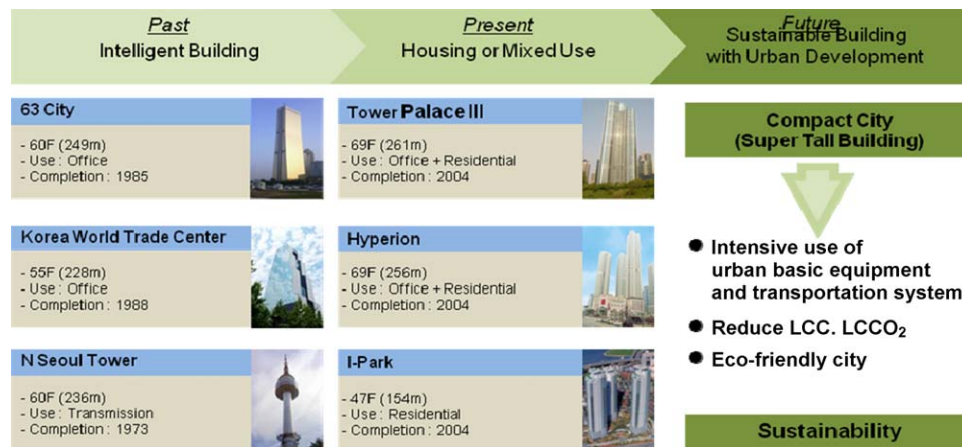 Past
Intelligent Building
Present
Housing or Mixed Use
Future
Sustainable Building
with Urban Development
63 City
- 60F (249m)
- Use : Office
- Completion : 1985
Korea World Trade Center
- 55F (228m)
- Use : Office
- Completion : 1988
N Seoul Tower
- 60F (236m)
- Use : Transmission
- Completion : 1973
Tower Palace III
- 69F (261m)
- Use : Office + Residential
- Completion : 2004
Hyperion
- 69F (256m)
- Use : Office + Residential
- Completion : 2004
I-Park
- 47F (154m)
- Use : Residential
- Completion : 2004
Compact City
(Super Tall Building)
● Intensive use of
urban basic equipment
and transportation system
● Reduce LCC. LCCO₂
● Eco-friendly city
Sustainability